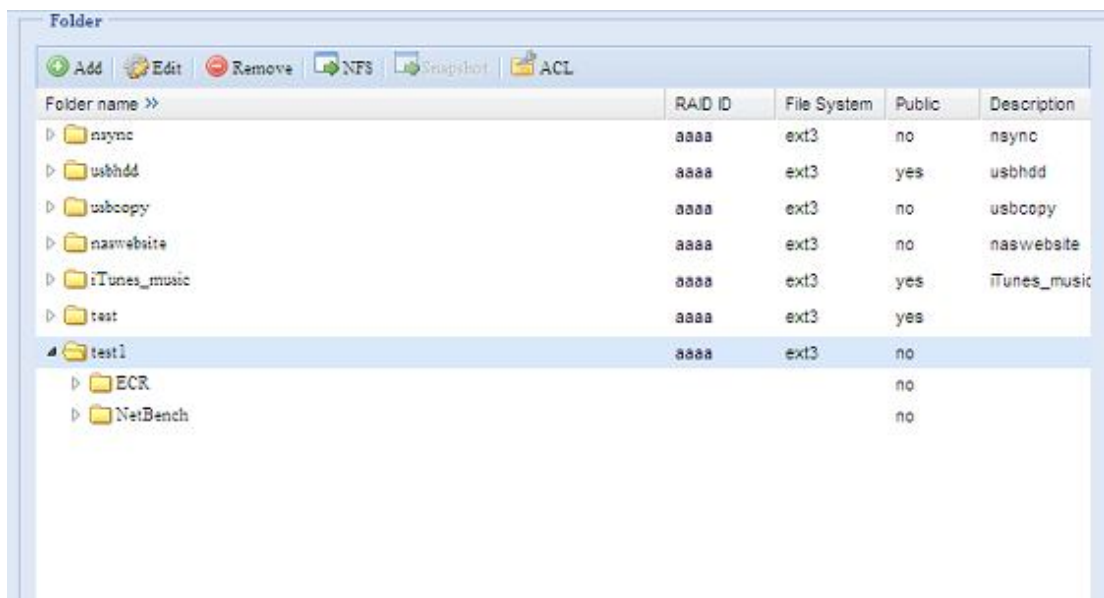 Folder
Add Edit Remove NFS Snapshot ACL
Folder name » RAID ID File System Public Description
nsync aaaa ext3 no nsync
usbhdd aaaa ext3 yes usbhdd
usbcopy aaaa ext3 no usbcopy
naswebsite aaaa ext3 no naswebsite
iTunes_music aaaa ext3 yes iTunes_music
test aaaa ext3 yes
test1 aaaa ext3 no
ECR no
NetBench no